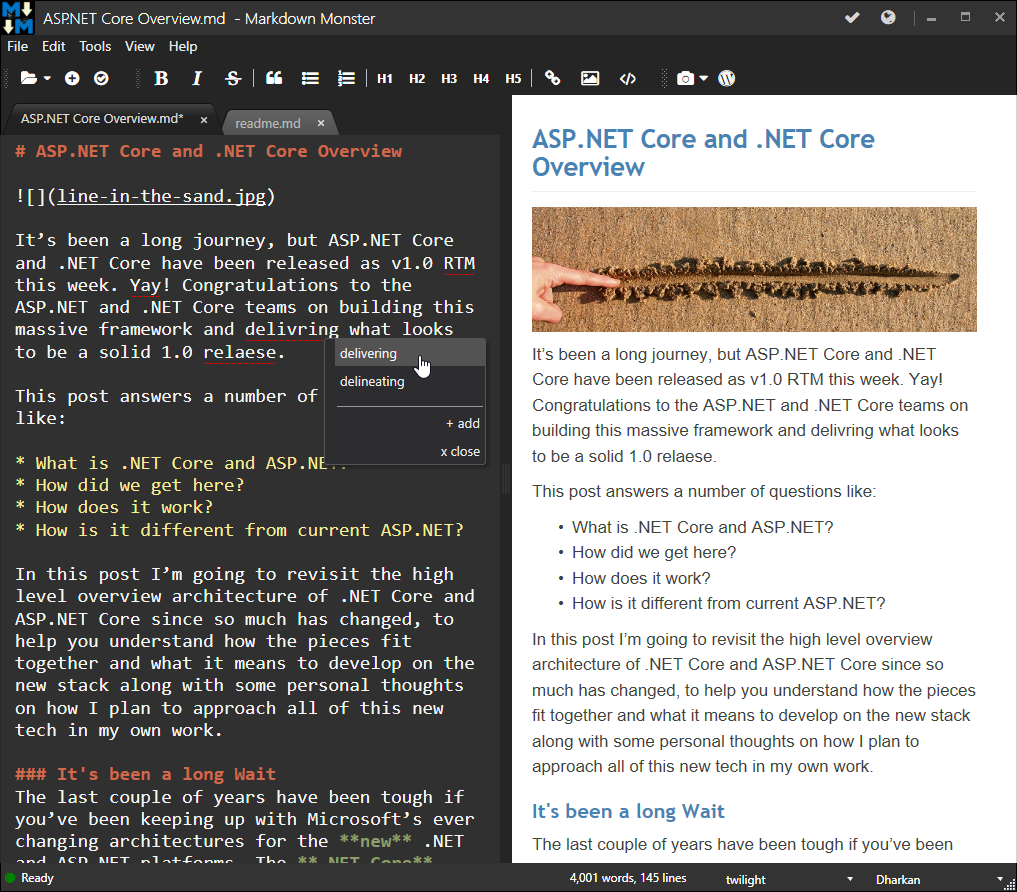 ASP.NET Core Overview.md - Markdown Monster
File Edit Tools View Help
B I S H1 H2 H3 H4 H5
ASP.NET Core Overview.md* ×
readme.md ×
# ASP.NET Core and .NET Core Overview
![](line-in-the-sand.jpg)
It’s been a long journey, but ASP.NET Core
and .NET Core have been released as v1.0 RTM
this week. Yay! Congratulations to the
ASP.NET and .NET Core teams on building this
massive framework and delivring what looks
to be a solid 1.0 relaese.
This post answers a number of
like:
* What is .NET Core and ASP.NET?
* How did we get here?
* How does it work?
* How is it different from current ASP.NET?
In this post I’m going to revisit the high
level overview architecture of .NET Core and
ASP.NET Core since so much has changed, to
help you understand how the pieces fit
together and what it means to develop on the
new stack along with some personal thoughts
on how I plan to approach all of this new
tech in my own work.
### It's been a long Wait
The last couple of years have been tough if
you’ve been keeping up with Microsoft’s ever
changing architectures for the **new** .NET
and ASP.NET platforms. The **.NET Core**
delivering
delineating
+ add
x close
ASP.NET Core and .NET Core
Overview
It’s been a long journey, but ASP.NET Core and .NET
Core have been released as v1.0 RTM this week. Yay!
Congratulations to the ASP.NET and .NET Core teams on
building this massive framework and delivring what looks
to be a solid 1.0 relaese.
This post answers a number of questions like:
• What is .NET Core and ASP.NET?
• How did we get here?
• How does it work?
• How is it different from current ASP.NET?
In this post I’m going to revisit the high level overview
architecture of .NET Core and ASP.NET Core since so
much has changed, to help you understand how the pieces
fit together and what it means to develop on the new stack
along with some personal thoughts on how I plan to
approach all of this new tech in my own work.
It's been a long Wait
The last couple of years have been tough if you’ve been
Ready
4,001 words, 145 lines
twilight
Dharkan